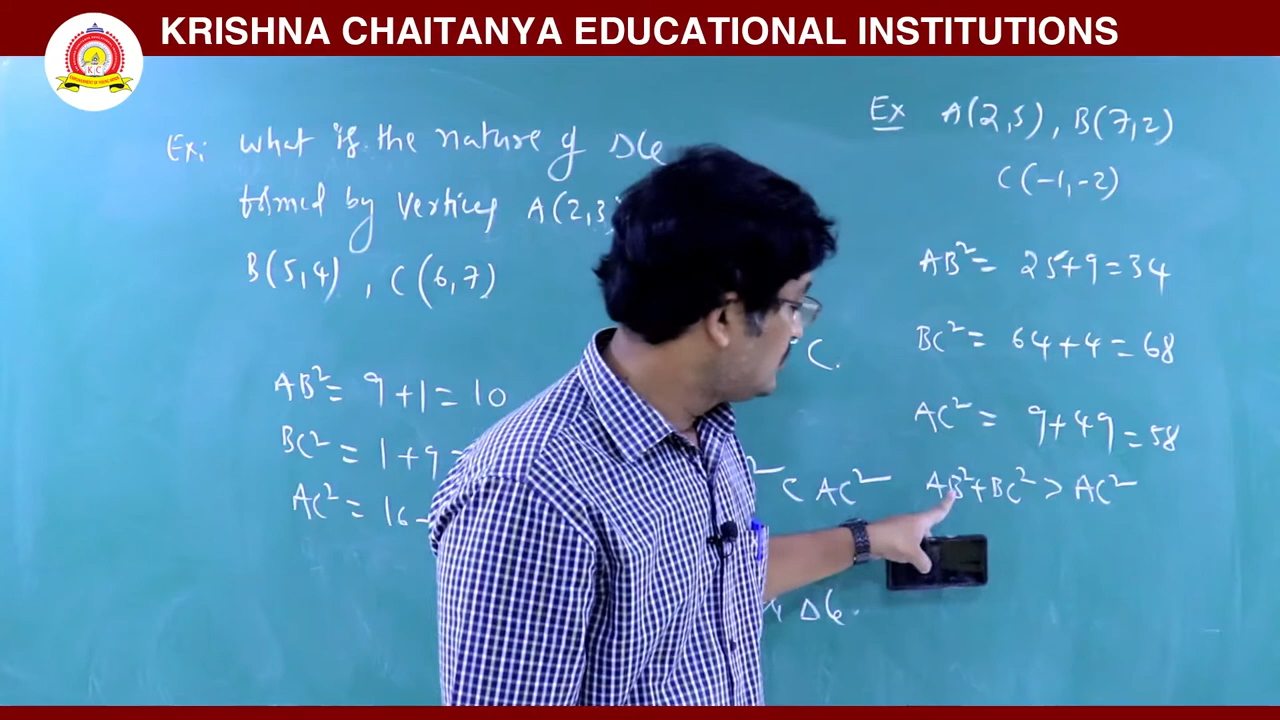 KRISHNA CHAITANYA EDUCATIONAL INSTITUTIONS
K C
Ex: What is the nature of Δle
formed by vertices A(2,3)
B(5,4), C(6,7)
AB²= 9+1=10
BC² = 1+9=
AC² = 16
C.
² < AC²
Δle.
Ex A(2,5), B(7,2)
C(-1,-2)
AB²= 25+9=34
BC²= 64+4=68
AC² = 9+49=58
AB²+BC²>AC²